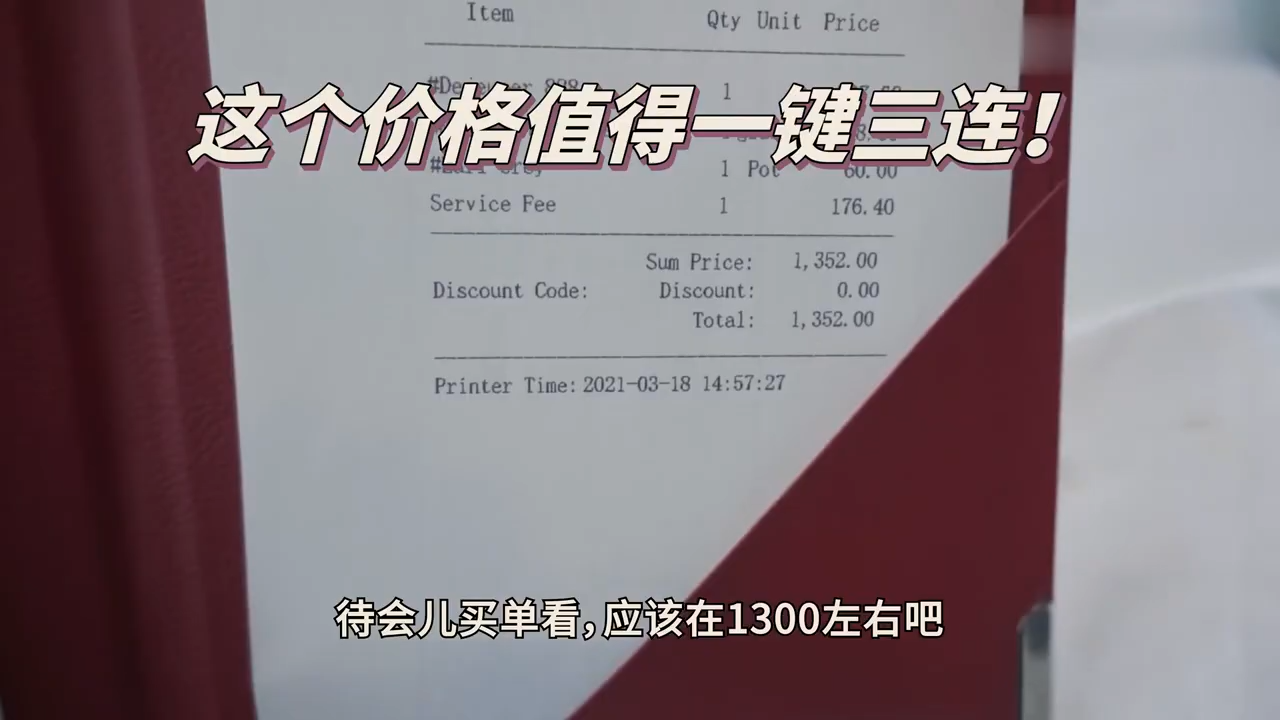 Item Qty Unit Price
这个价格值得一键三连!
1
1 Pot 60.00
Service Fee 1 176.40
Sum Price: 1,352.00
Discount Code: Discount: 0.00
Total: 1,352.00
Printer Time: 2021-03-18 14:57:27
待会儿买单看,应该在1300左右吧